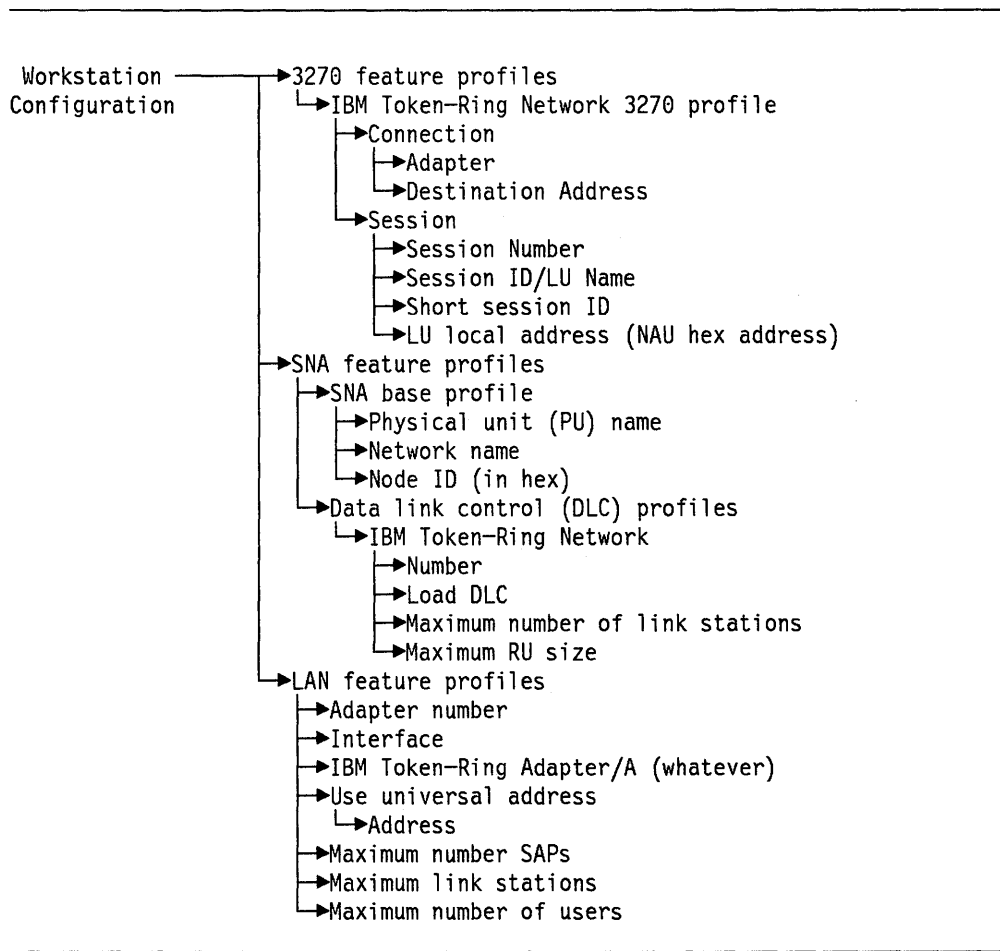 Workstation
Configuration
3270 feature profiles
IBM Token-Ring Network 3270 profile
Connection
Adapter
Destination Address
Session
Session Number
Session ID/LU Name
Short session ID
LU local address (NAU hex address)
SNA feature profiles
SNA base profile
Physical unit (PU) name
Network name
Node ID (in hex)
Data link control (DLC) profiles
IBM Token-Ring Network
Number
Load DLC
Maximum number of link stations
Maximum RU size
LAN feature profiles
Adapter number
Interface
IBM Token-Ring Adapter/A (whatever)
Use universal address
Address
Maximum number SAPs
Maximum link stations
Maximum number of users